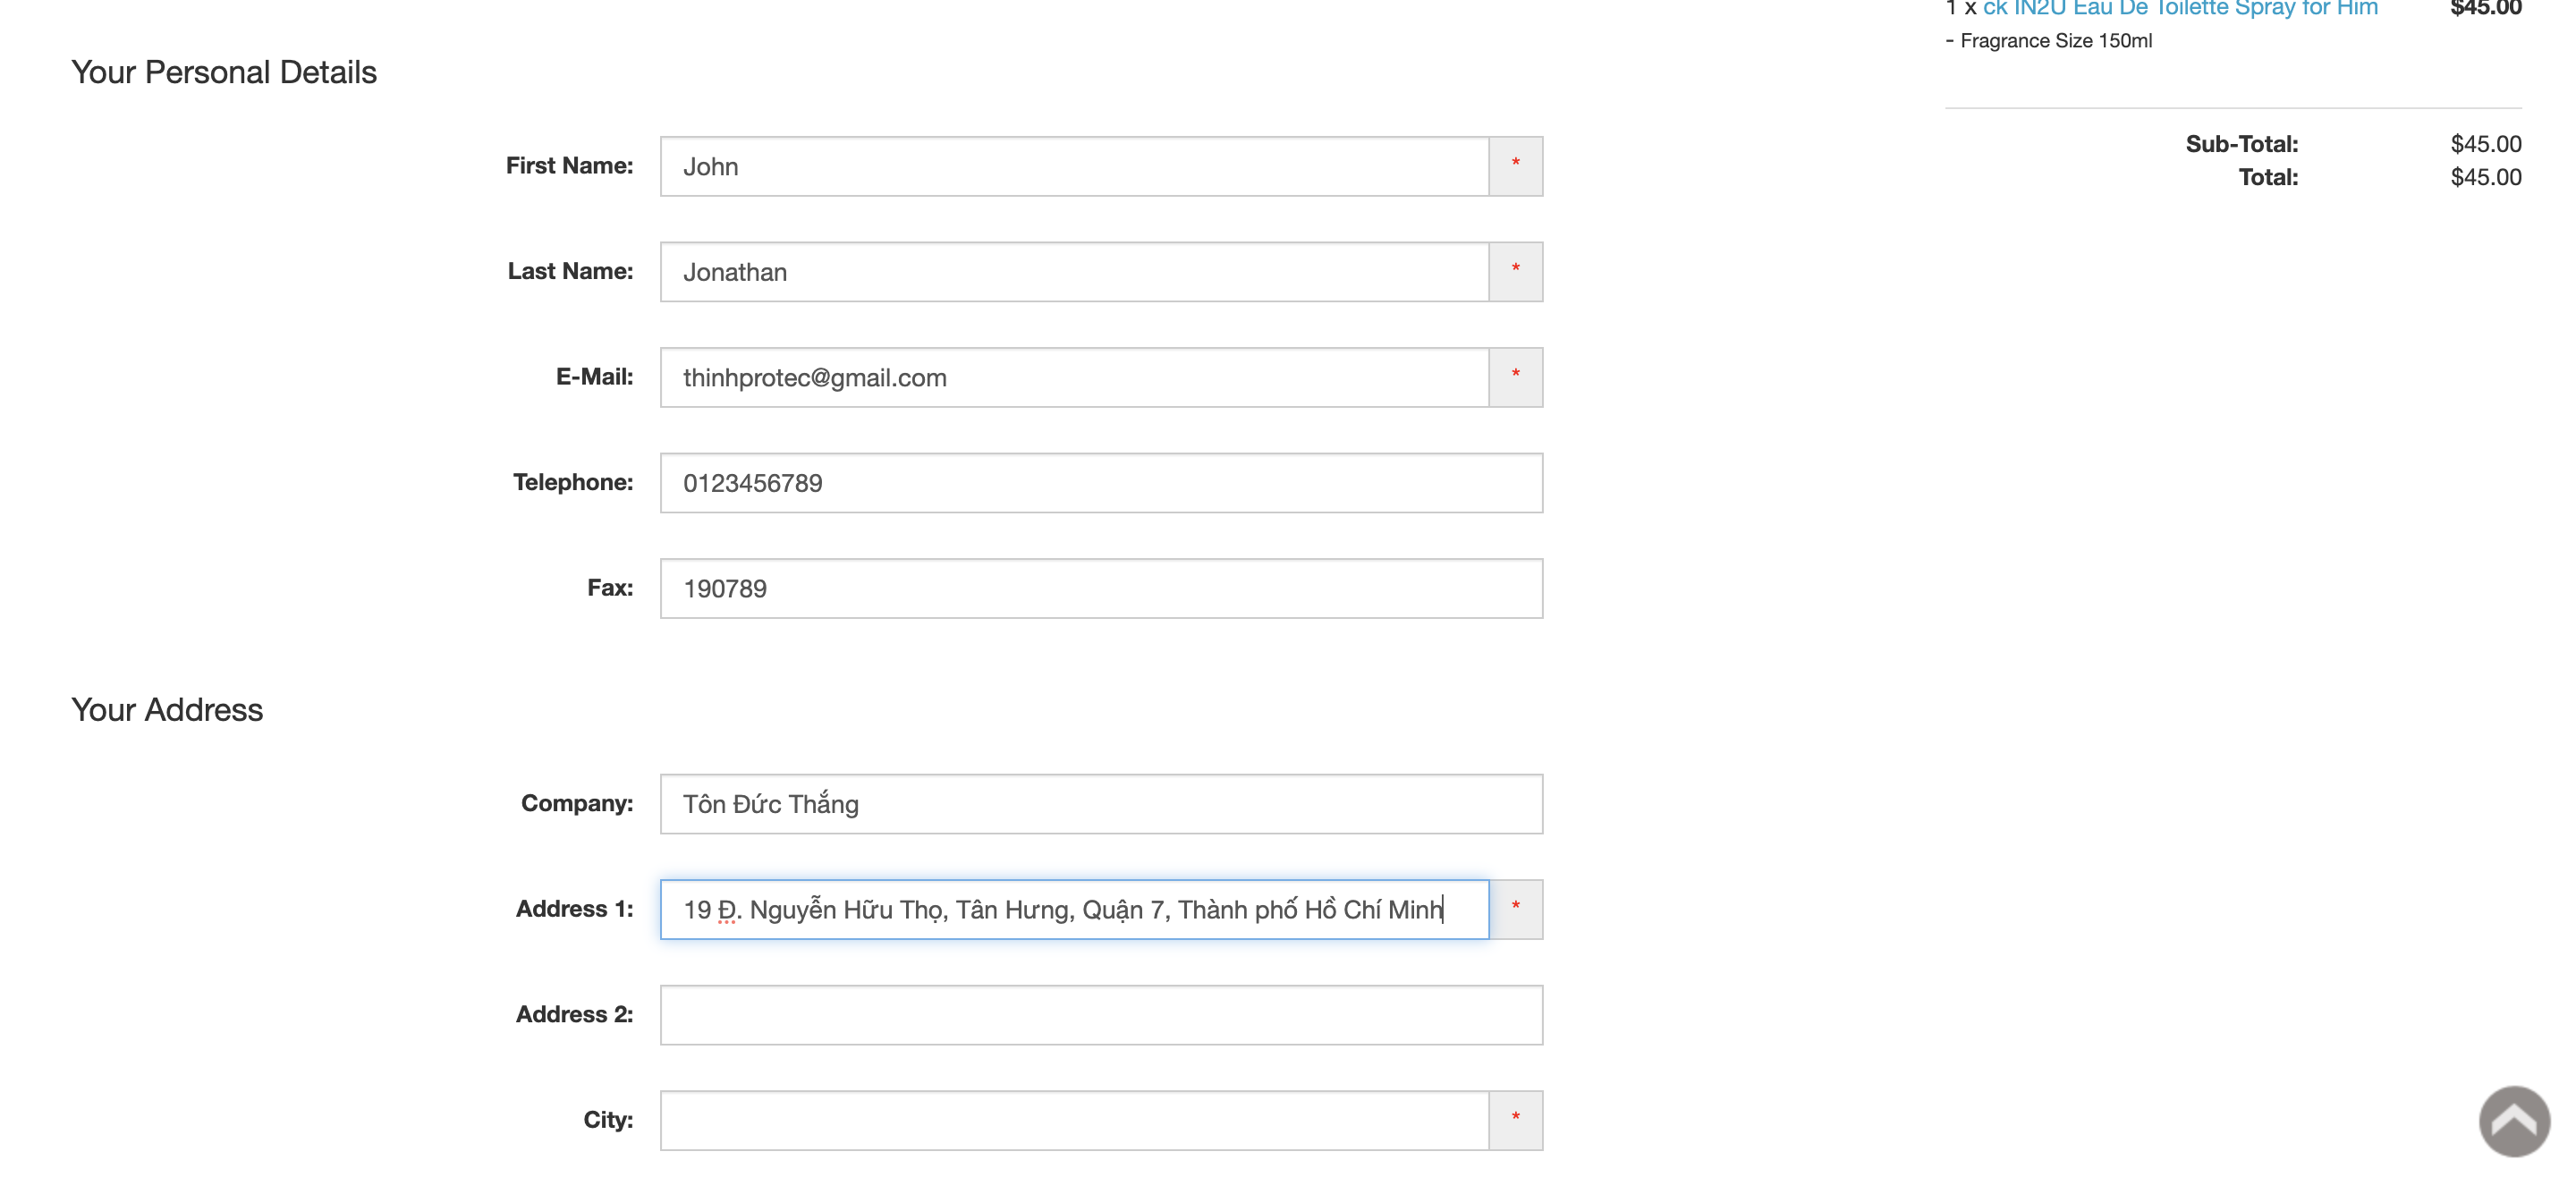 1 x ck IN2U Eau De Toilette Spray for Him $45.00
- Fragrance Size 150ml
Sub-Total: $45.00
Total: $45.00
Your Personal Details
First Name: John *
Last Name: Jonathan *
E-Mail: thinhprotec@gmail.com *
Telephone: 0123456789
Fax: 190789
Your Address
Company: Tôn Đức Thắng
Address 1: 19 Đ. Nguyễn Hữu Thọ, Tân Hưng, Quận 7, Thành phố Hồ Chí Minh *
Address 2:
City: *